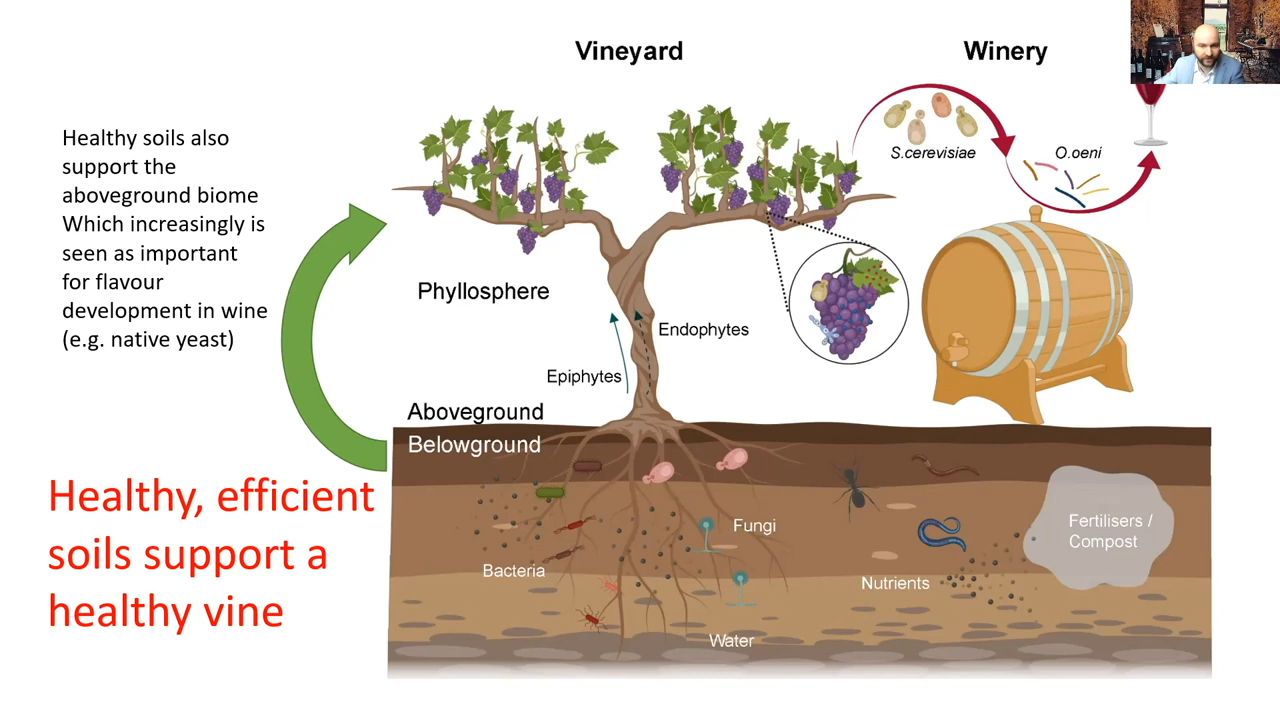 Vineyard
Winery
Healthy soils also
support the
aboveground biome
Which increasingly is
seen as important
for flavour
development in wine
(e.g. native yeast)
S.cerevisiae
O.oeni
Phyllosphere
Endophytes
Epiphytes
Aboveground
Belowground
Healthy, efficient
soils support a
healthy vine
Fungi
Bacteria
Nutrients
Fertilisers /
Compost
Water